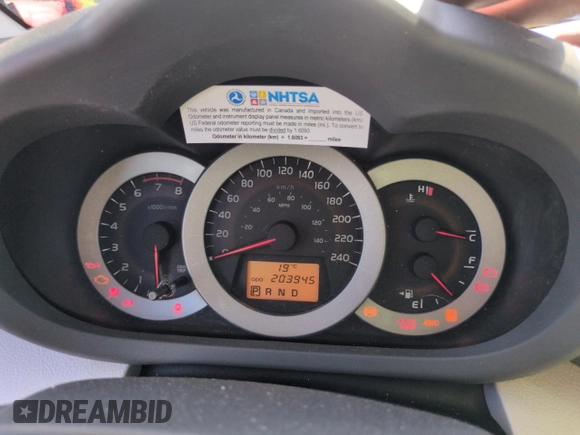 NHTSA
This vehicle was manufactured in Canada and imported into the US.
Odometer and instrument display panel measures in metric kilometers (km)
US Federal odometer reporting must be made in miles (mi.). To convert to
miles the odometer value must be divided by 1.6093.
Odometer in kilometer (km) ÷ 1.6093 = ______ miles
2 3 4 5 6 7 8
x1000r/min
0 20 40 60 80 100 120 140 160 180 200 220 240
km/h
MPH
20 40 60 80 100 120 140
19°C
ODO 203945
P R N D
H
C
F
E
4WD
DREAMBID